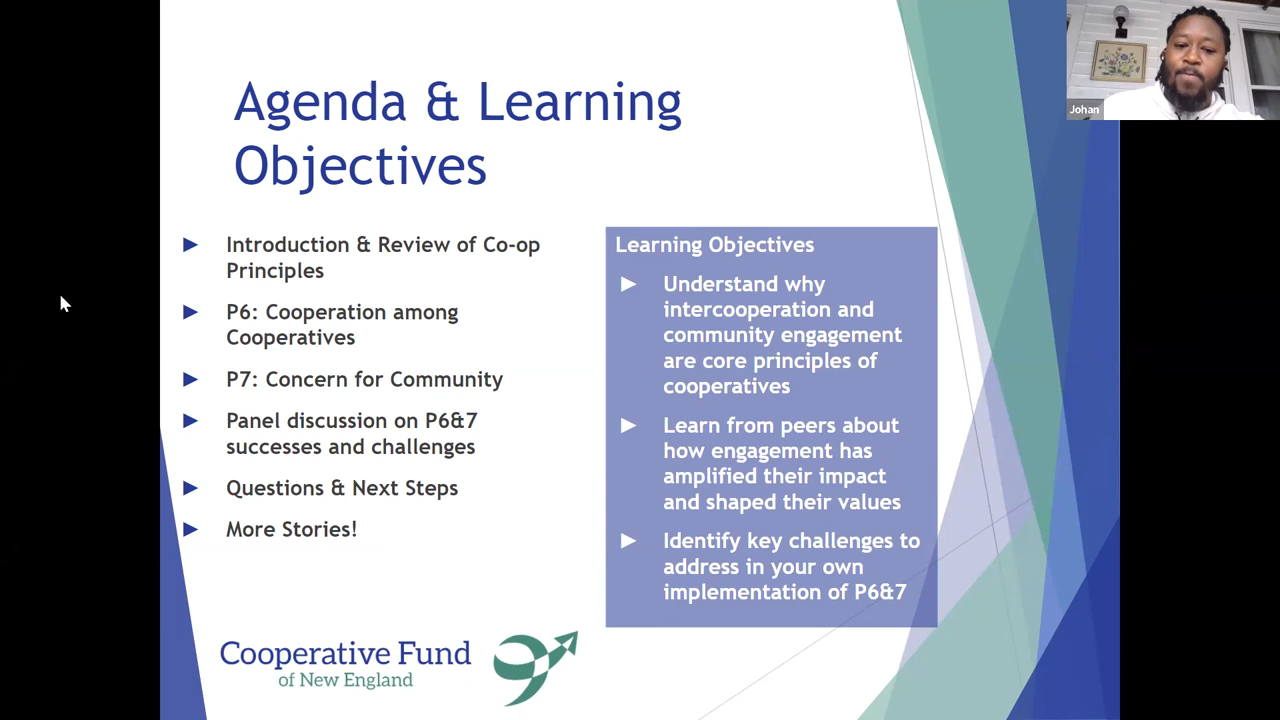 Agenda & Learning
Objectives
Johan
Introduction & Review of Co-op
Principles
P6: Cooperation among
Cooperatives
P7: Concern for Community
Panel discussion on P6&7
successes and challenges
Questions & Next Steps
More Stories!
Learning Objectives
Understand why
intercooperation and
community engagement
are core principles of
cooperatives
Learn from peers about
how engagement has
amplified their impact
and shaped their values
Identify key challenges to
address in your own
implementation of P6&7
Cooperative Fund
of New England